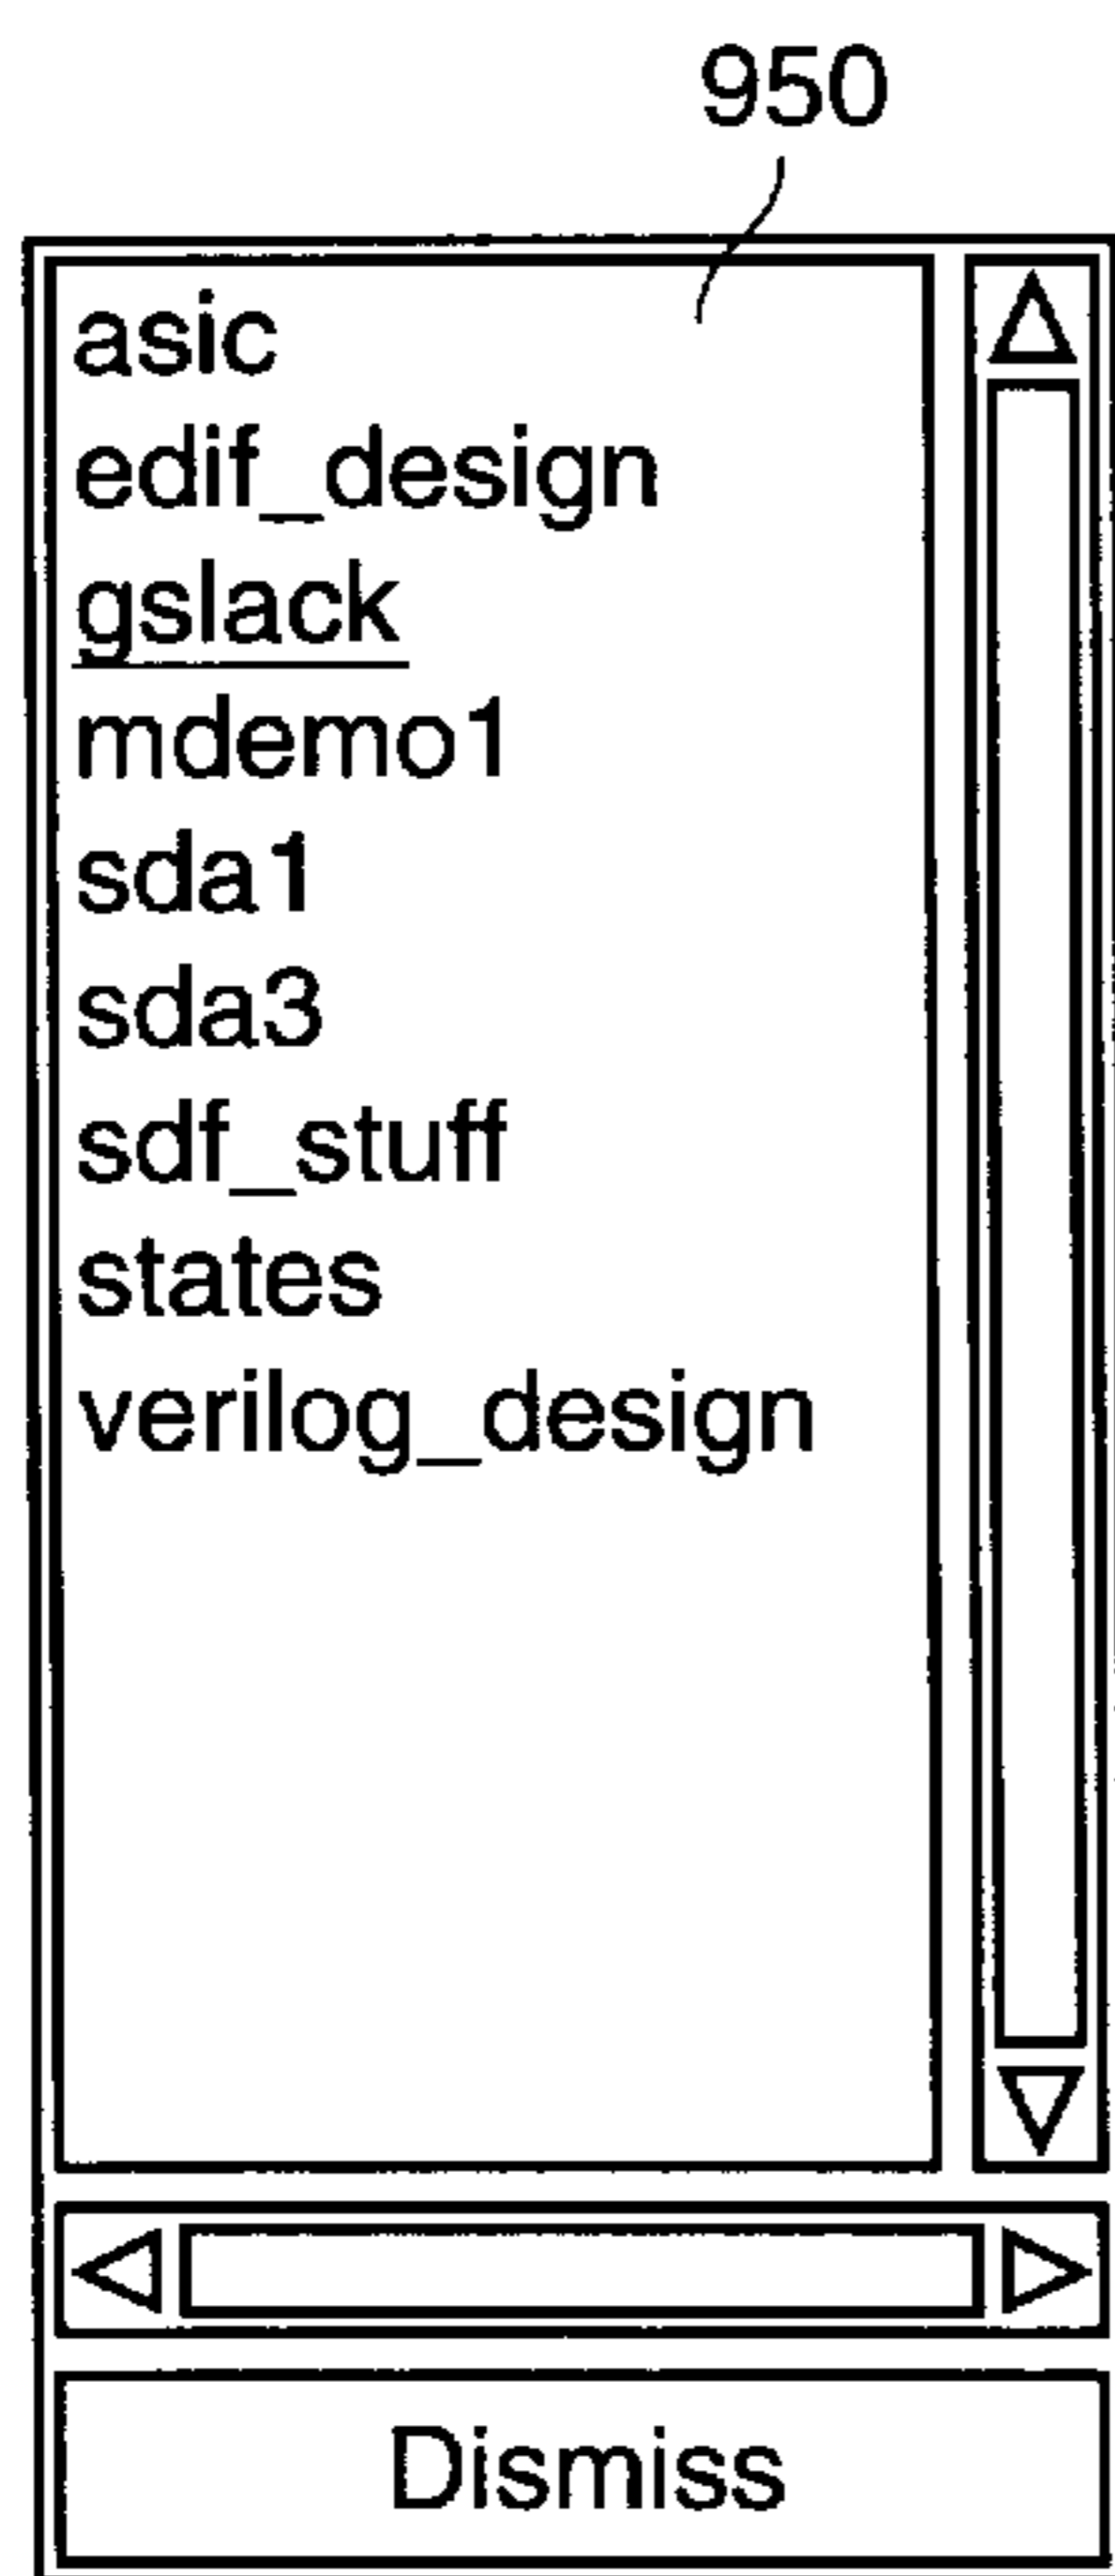 950
asic
edif_design
gslack
mdemo1
sda1
sda3
sdf_stuff
states
verilog_design
Dismiss